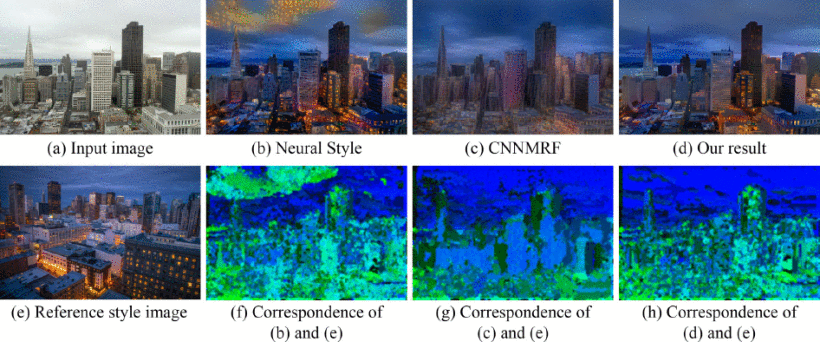 (a) Input image
(b) Neural Style
(c) CNNMRF
(d) Our result
(e) Reference style image
(f) Correspondence of
(b) and (e)
(g) Correspondence of
(c) and (e)
(h) Correspondence of
(d) and (e)